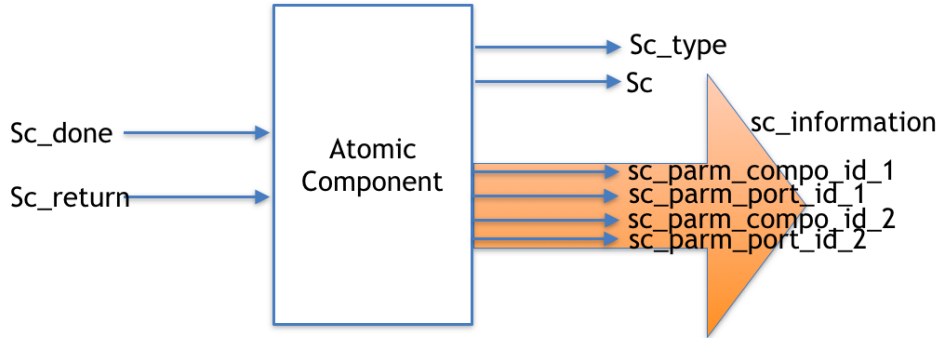 Sc_type
Sc
sc_information
Sc_done
Atomic
Component
sc_parm_compo_id_1
Sc_return
sc_parm_port_id_1
sc_parm_compo_id_2
sc_parm_port_id_2